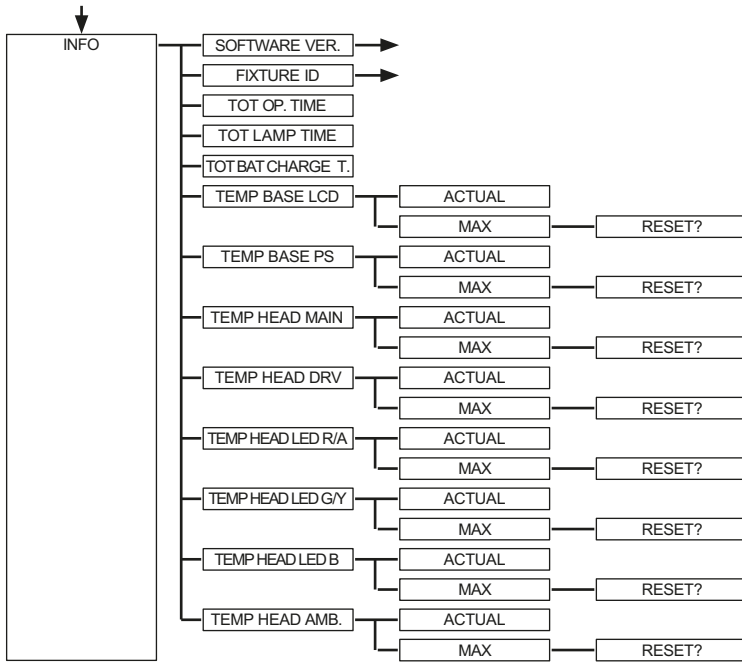 INFO
SOFTWARE VER.
FIXTURE ID
TOT OP. TIME
TOT LAMP TIME
TOT BAT CHARGE T.
TEMP BASE LCD
ACTUAL
MAX
RESET?
TEMP BASE PS
ACTUAL
MAX
RESET?
TEMP HEAD MAIN
ACTUAL
MAX
RESET?
TEMP HEAD DRV
ACTUAL
MAX
RESET?
TEMP HEAD LED R/A
ACTUAL
MAX
RESET?
TEMP HEAD LED G/Y
ACTUAL
MAX
RESET?
TEMP HEAD LED B
ACTUAL
MAX
RESET?
TEMP HEAD AMB.
ACTUAL
MAX
RESET?